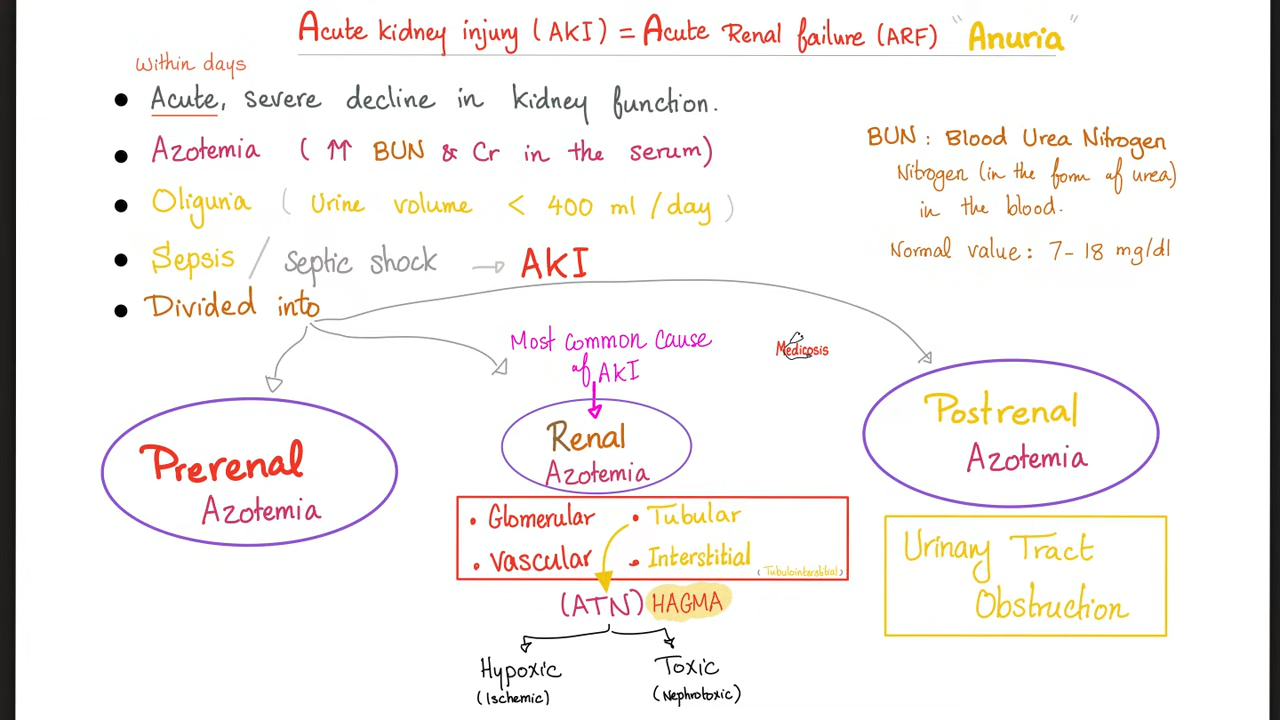 Acute kidney injury (AKI) = Acute Renal failure (ARF) "Anuria"
Within days
• Acute, severe decline in kidney function.
• Azotemia (↑↑ BUN & Cr in the serum)
• Oliguria (Urine volume < 400 ml/day)
• Sepsis / Septic shock → AKI
• Divided into
BUN : Blood Urea Nitrogen
Nitrogen (in the form of urea)
in the blood.
Normal value: 7-18 mg/dl
Most common cause
of AKI
Medicosis
Prerenal
Azotemia
Renal
Azotemia
• Glomerular • Tubular
• Vascular • Interstitial
(Tubulointerstitial)
(ATN) HAGMA
Hypoxic
(Ischemic)
Toxic
(Nephrotoxic)
Postrenal
Azotemia
Urinary Tract
Obstruction